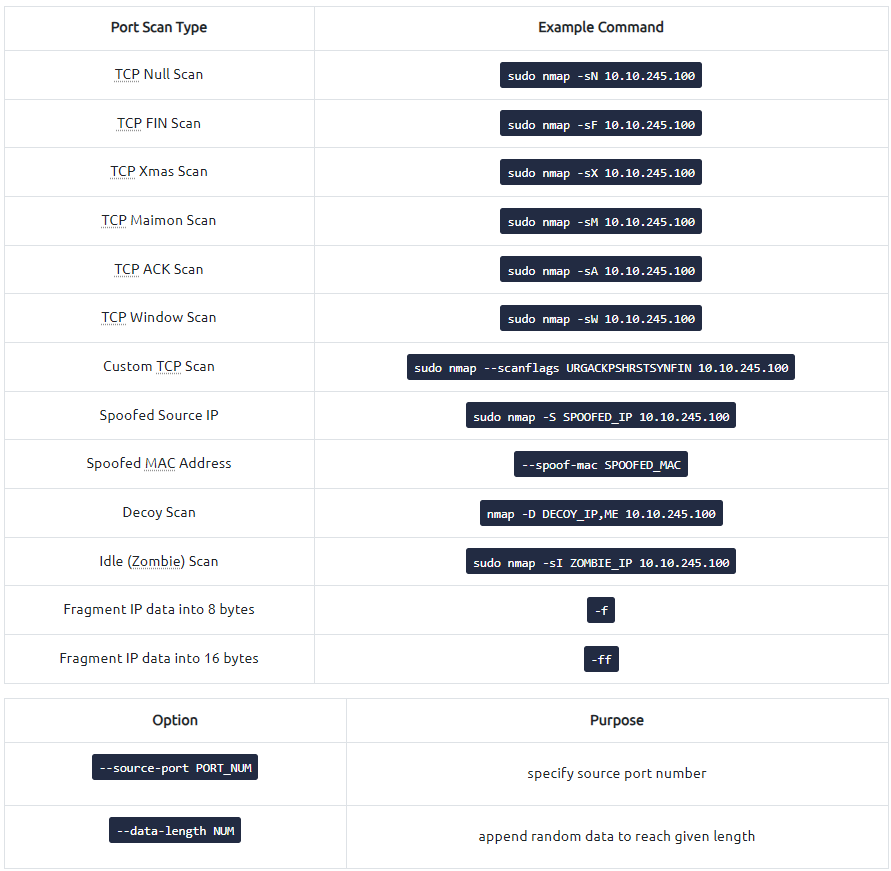 Port Scan Type Example Command
TCP Null Scan sudo nmap -sN 10.10.245.100
TCP FIN Scan sudo nmap -sF 10.10.245.100
TCP Xmas Scan sudo nmap -sX 10.10.245.100
TCP Maimon Scan sudo nmap -sM 10.10.245.100
TCP ACK Scan sudo nmap -sA 10.10.245.100
TCP Window Scan sudo nmap -sW 10.10.245.100
Custom TCP Scan sudo nmap --scanflags URGACKPSHRSTSYNFIN 10.10.245.100
Spoofed Source IP sudo nmap -S SPOOFED_IP 10.10.245.100
Spoofed MAC Address --spoof-mac SPOOFED_MAC
Decoy Scan nmap -D DECOY_IP,ME 10.10.245.100
Idle (Zombie) Scan sudo nmap -sI ZOMBIE_IP 10.10.245.100
Fragment IP data into 8 bytes -f
Fragment IP data into 16 bytes -ff
Option Purpose
--source-port PORT_NUM specify source port number
--data-length NUM append random data to reach given length